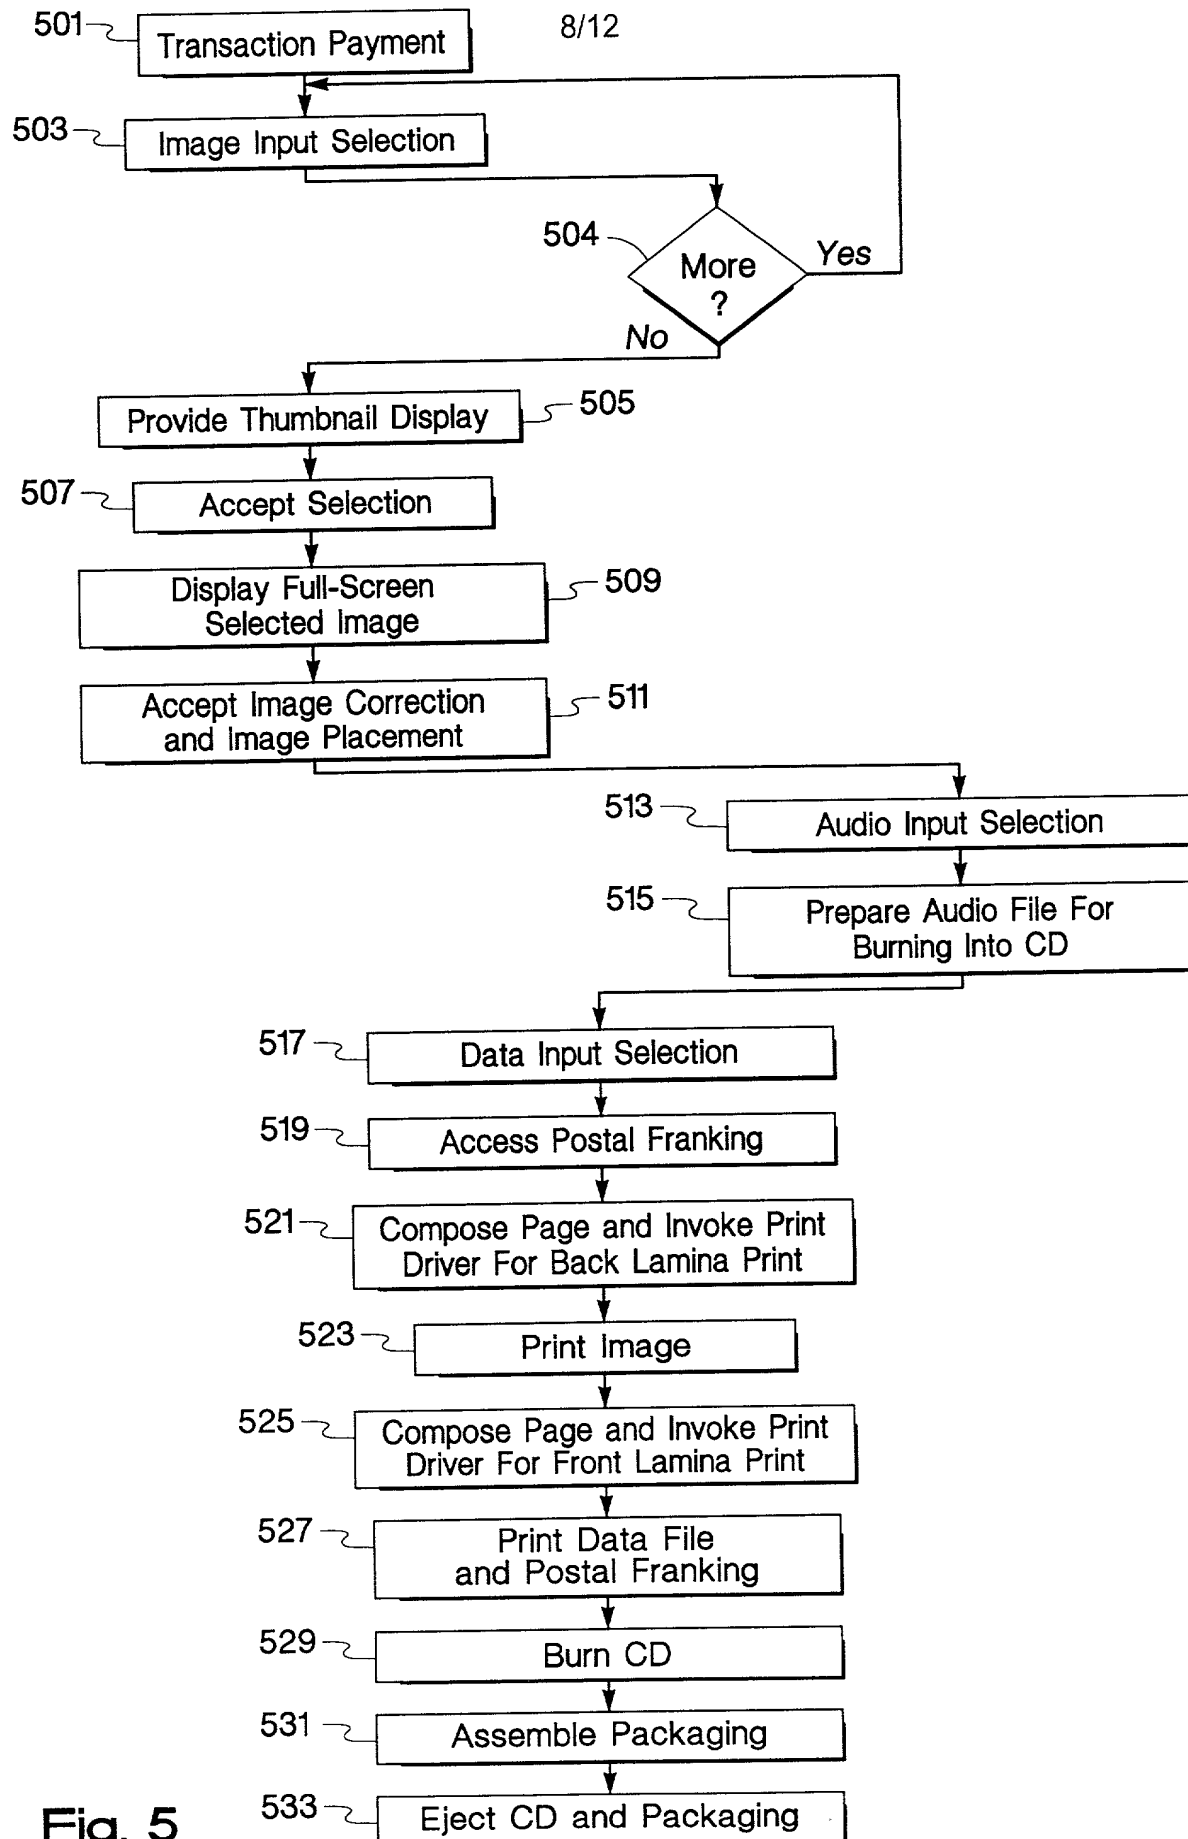 501
Transaction Payment
8/12
503
Image Input Selection
504
More
?
Yes
No
Provide Thumbnail Display
505
507
Accept Selection
Display Full-Screen
Selected Image
509
Accept Image Correction
and Image Placement
511
513
Audio Input Selection
515
Prepare Audio File For
Burning Into CD
517
Data Input Selection
519
Access Postal Franking
521
Compose Page and Invoke Print
Driver For Back Lamina Print
523
Print Image
525
Compose Page and Invoke Print
Driver For Front Lamina Print
527
Print Data File
and Postal Franking
529
Burn CD
531
Assemble Packaging
533
Eject CD and Packaging
Fig. 5